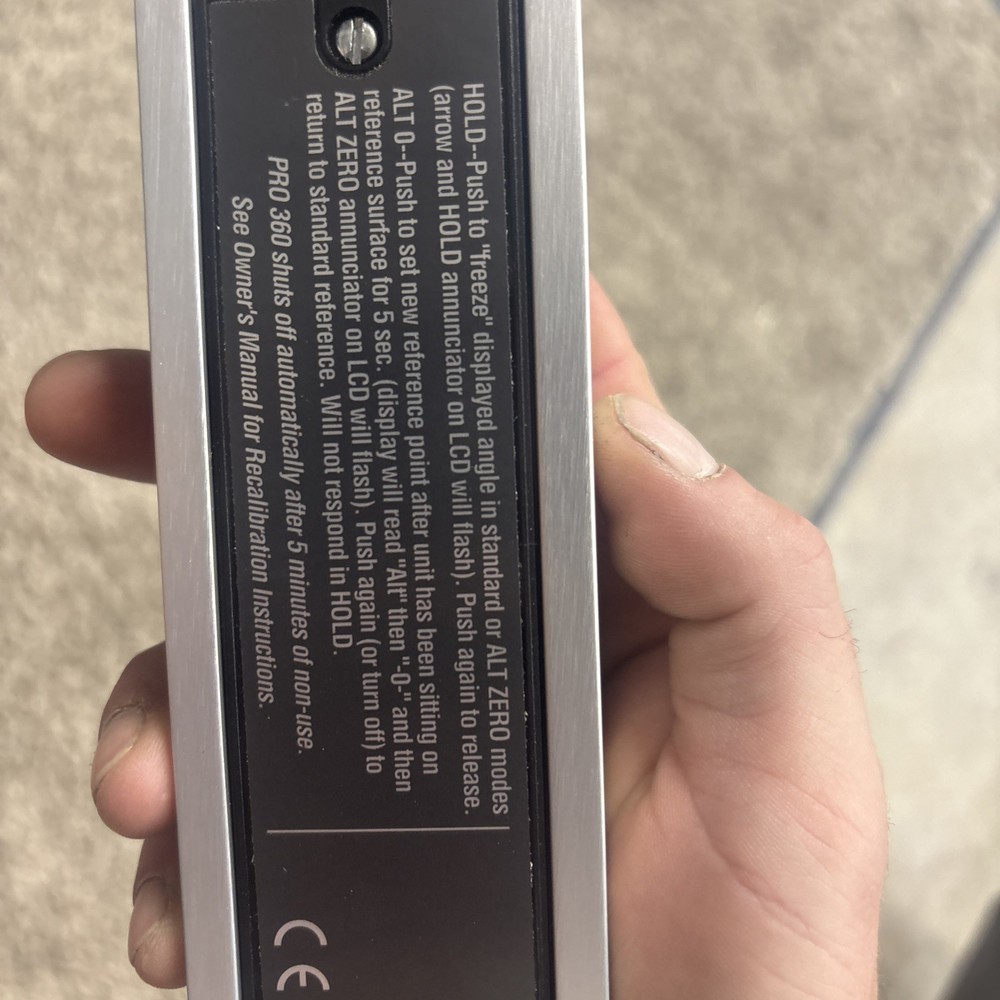 HOLD--Push to "freeze" displayed angle in standard or ALT ZERO modes
(arrow and HOLD annunciator on LCD will flash). Push again to release.
ALT 0--Push to set new reference point after unit has been sitting on
reference surface for 5 sec. (display will read "Alt" then "-0-" and then
ALT ZERO annunciator on LCD will flash). Push again (or turn off) to
return to standard reference. Will not respond in HOLD.
PRO 360 shuts off automatically after 5 minutes of non-use.
See Owner's Manual for Recalibration Instructions.
CE